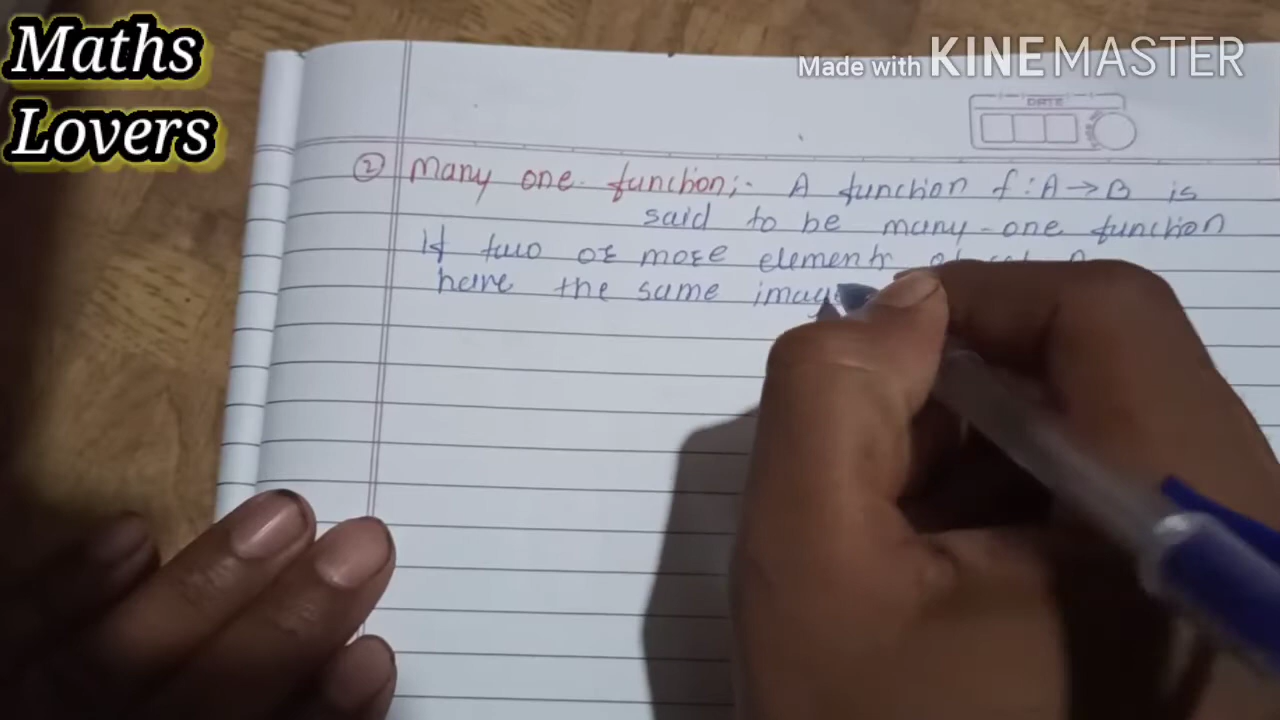 Maths
Lovers
Made with KINEMASTER
DATE
② Many one function;- A function f:A→B is
said to be many-one function
If two or more elements
have the same image